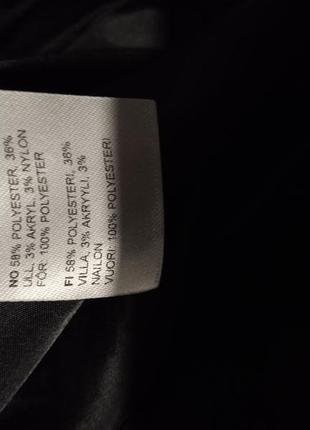 NO 58% POLYESTER, 36%
ULL, 3% AKRYL, 3% NYLON
FÔR: 100% POLYESTER
FI 58% POLYESTERI, 36%
VILLA, 3% AKRYYLI, 3%
NAILON
VUORI: 100% POLYESTERI